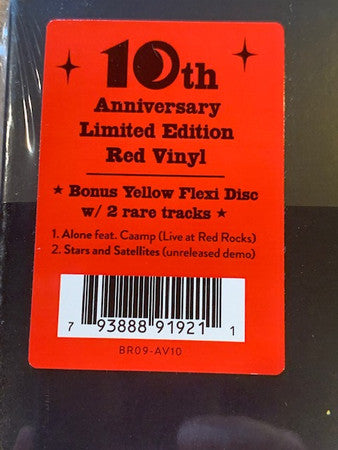 10th
Anniversary
Limited Edition
Red Vinyl
★ Bonus Yellow Flexi Disc
w/ 2 rare tracks ★
1. Alone feat. Caamp (Live at Red Rocks)
2. Stars and Satellites (unreleased demo)
7 93888 91921 1
BR09-AV10